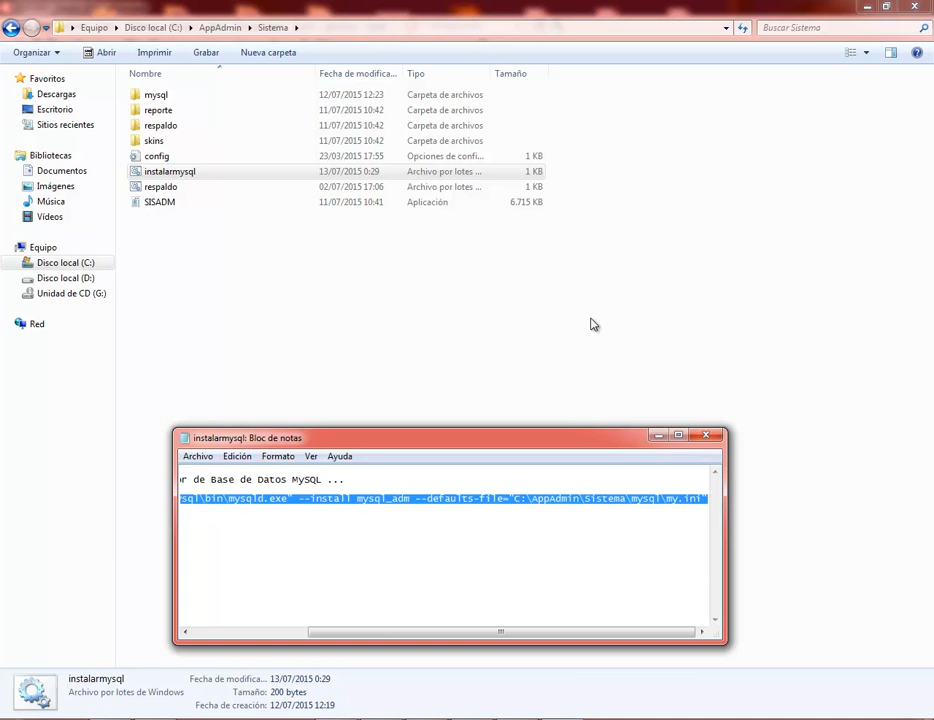 Equipo Disco local (C:) AppAdmin Sistema
Buscar Sistema
Organizar Abrir Imprimir Grabar Nueva carpeta
Favoritos
Descargas
Escritorio
Sitios recientes
Bibliotecas
Documentos
Imágenes
Música
Vídeos
Equipo
Disco local (C:)
Disco local (D:)
Unidad de CD (G:)
Red
Nombre Fecha de modifica... Tipo Tamaño
mysql 12/07/2015 12:23 Carpeta de archivos
reporte 11/07/2015 10:42 Carpeta de archivos
respaldo 11/07/2015 10:42 Carpeta de archivos
skins 11/07/2015 10:42 Carpeta de archivos
config 23/03/2015 17:55 Opciones de confi... 1 KB
instalarmysql 13/07/2015 0:29 Archivo por lotes ... 1 KB
respaldo 02/07/2015 17:06 Archivo por lotes ... 1 KB
SISADM 11/07/2015 10:41 Aplicación 6.715 KB
instalarmysql: Bloc de notas
Archivo Edición Formato Ver Ayuda
or de Base de Datos MySQL ...
sql\bin\mysqld.exe" --install mysql_adm --defaults-file="C:\AppAdmin\Sistema\mysql\my.ini"
instalarmysql Fecha de modifica... 13/07/2015 0:29
Archivo por lotes de Windows Tamaño: 200 bytes
Fecha de creación: 12/07/2015 12:19